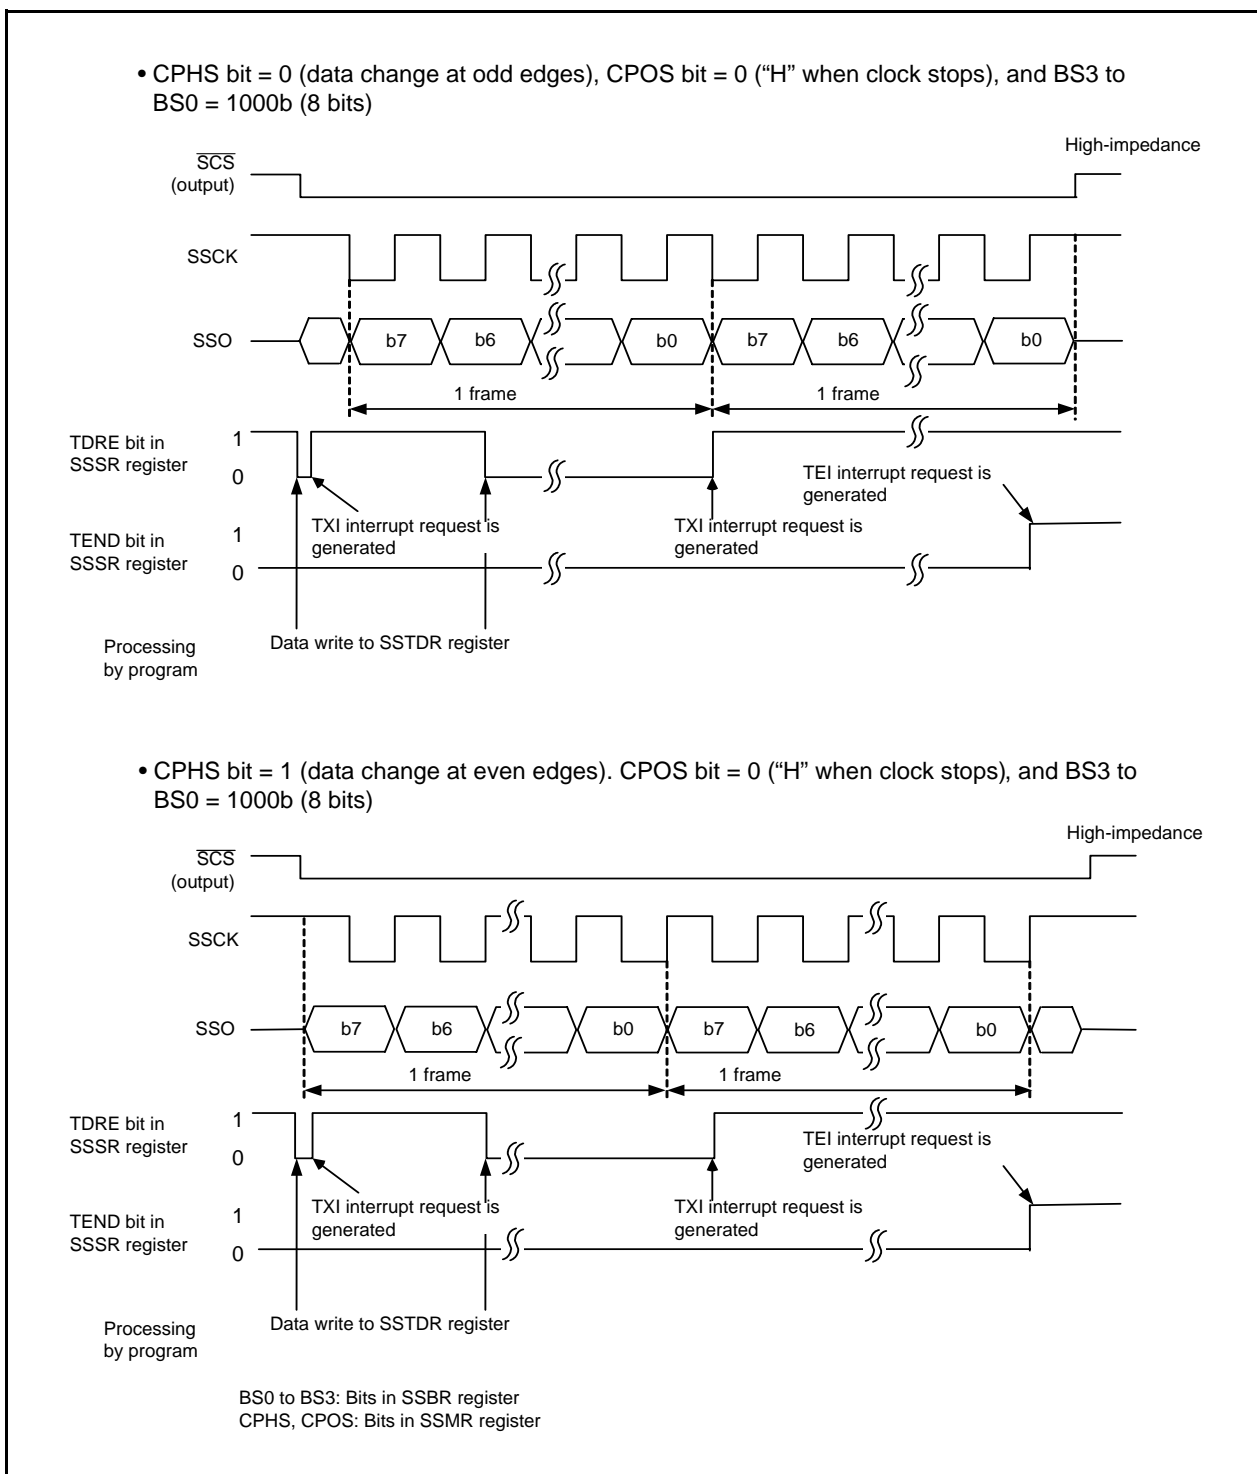 • CPHS bit = 0 (data change at odd edges), CPOS bit = 0 (“H” when clock stops), and BS3 to
BS0 = 1000b (8 bits)
High-impedance
SCS
(output)
SSCK
SSO
b7
b6
b0
b7
b6
b0
1 frame
1 frame
TDRE bit in
SSSR register
1
0
TEI interrupt request is
generated
TXI interrupt request is
generated
TXI interrupt request is
generated
TEND bit in
SSSR register
1
0
Processing
by program
Data write to SSTDR register
• CPHS bit = 1 (data change at even edges). CPOS bit = 0 (“H” when clock stops), and BS3 to
BS0 = 1000b (8 bits)
High-impedance
SCS
(output)
SSCK
SSO
b7
b6
b0
b7
b6
b0
1 frame
1 frame
TDRE bit in
SSSR register
1
0
TEI interrupt request is
generated
TXI interrupt request is
generated
TXI interrupt request is
generated
TEND bit in
SSSR register
1
0
Processing
by program
Data write to SSTDR register
BS0 to BS3: Bits in SSBR register
CPHS, CPOS: Bits in SSMR register